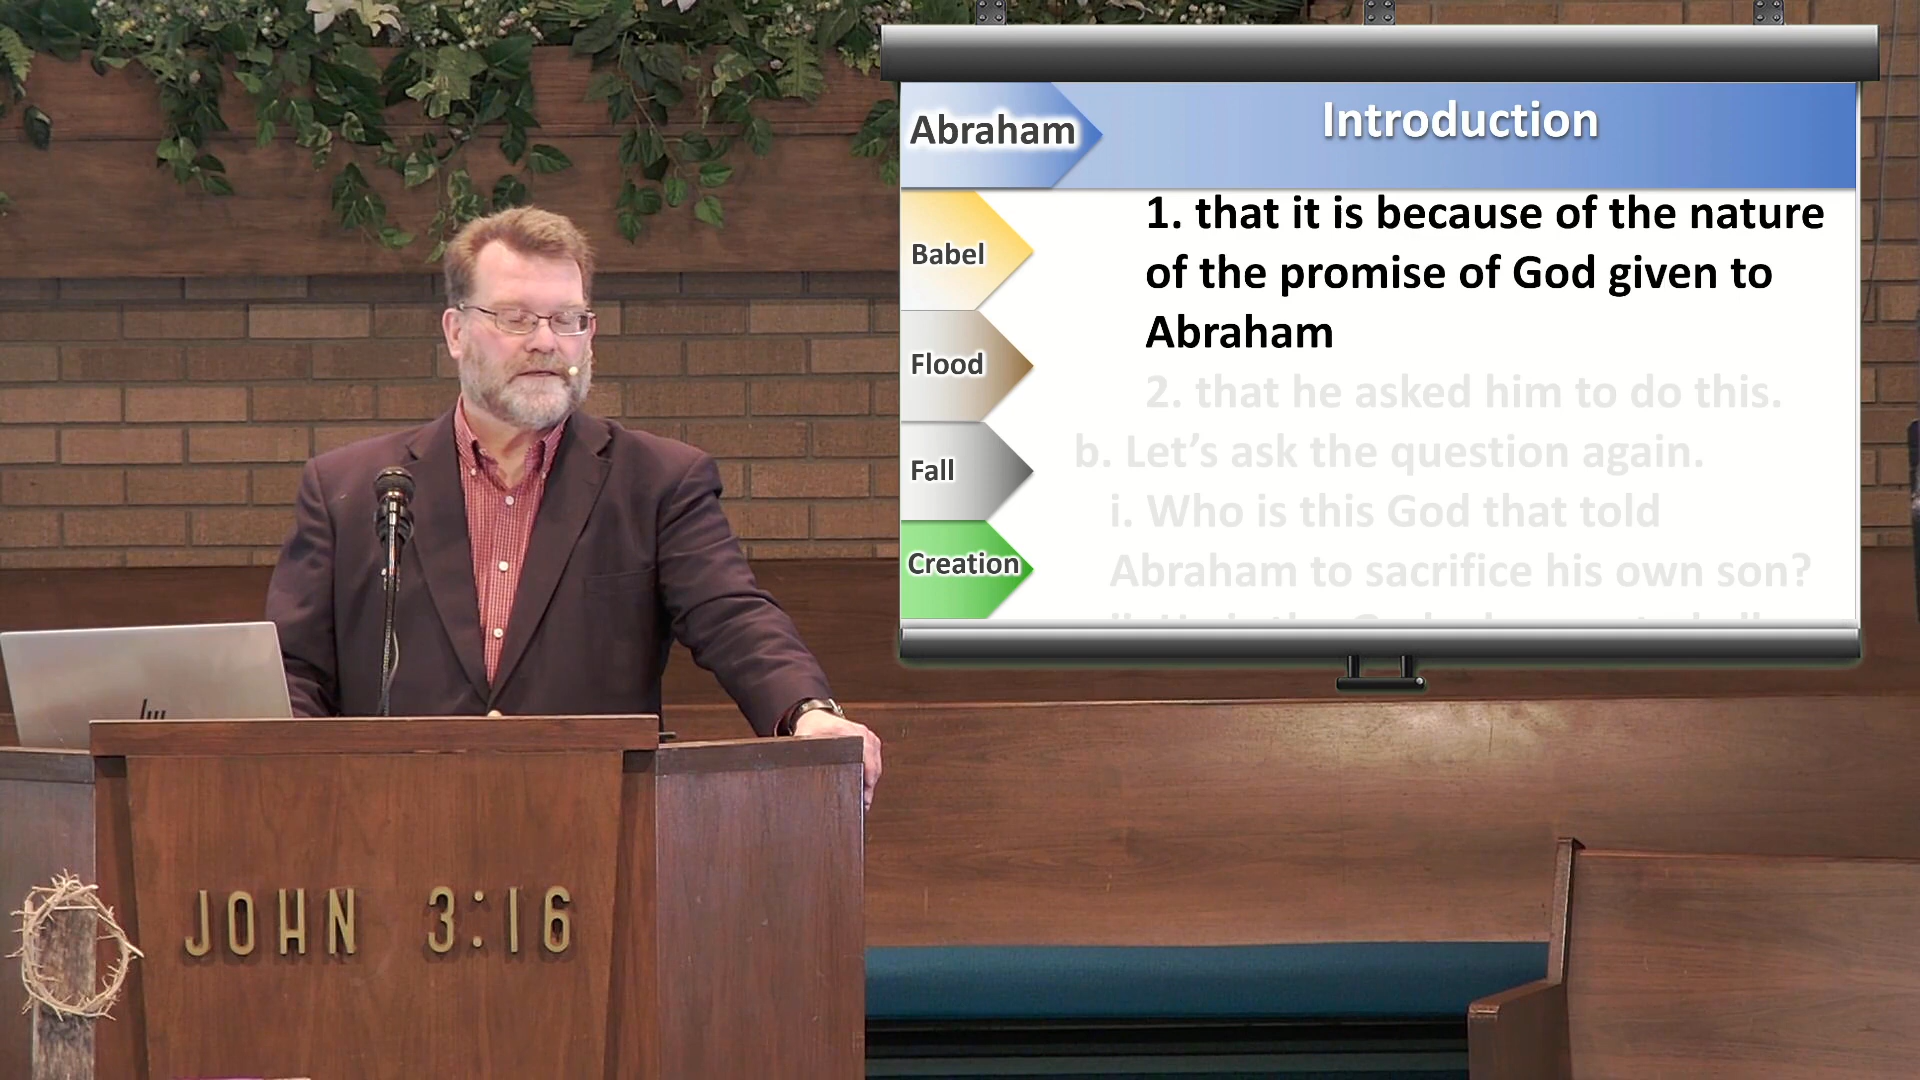 Abraham
Introduction
Babel
Flood
Fall
Creation
1. that it is because of the nature
of the promise of God given to
Abraham
2. that he asked him to do this.
b. Let's ask the question again.
i. Who is this God that told
Abraham to sacrifice his own son?
hp
JOHN 3:16